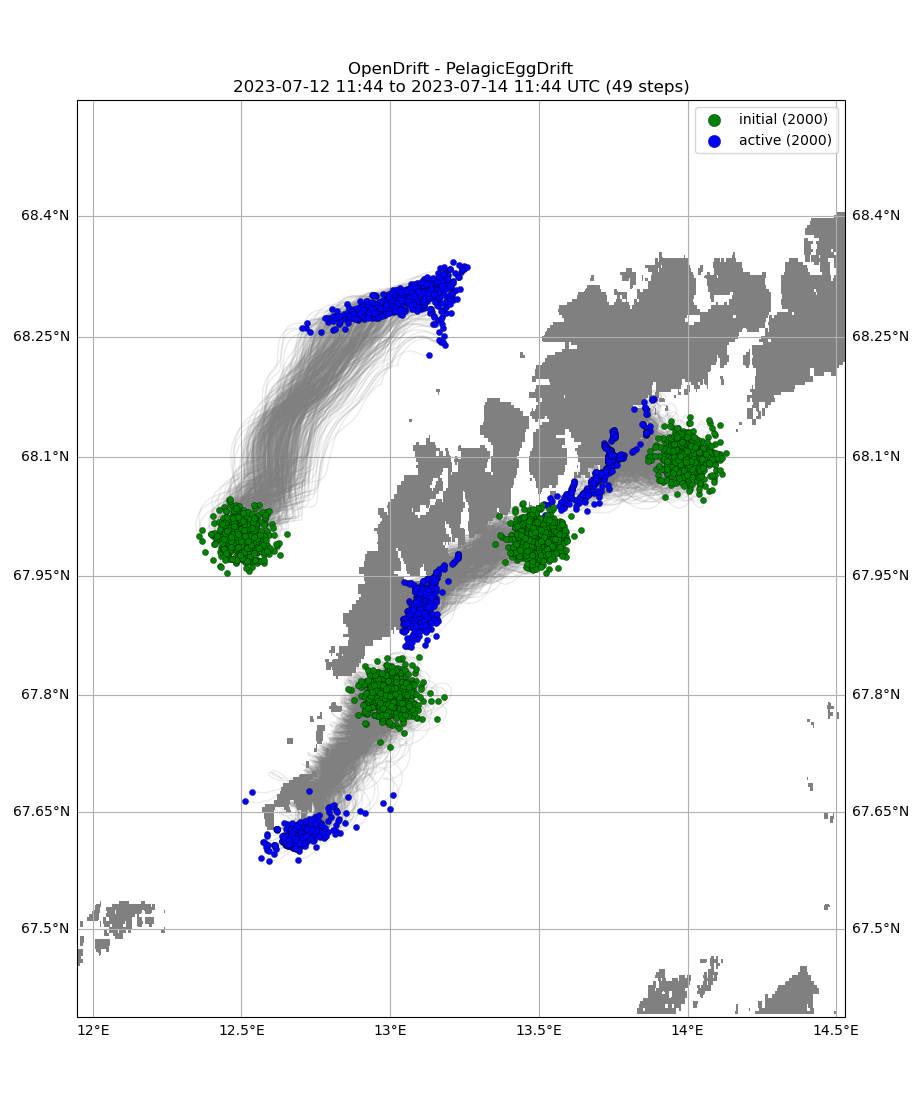 OpenDrift - PelagicEggDrift
2023-07-12 11:44 to 2023-07-14 11:44 UTC (49 steps)
initial (2000)
active (2000)
68.4°N 68.4°N
68.25°N 68.25°N
68.1°N 68.1°N
67.95°N 67.95°N
67.8°N 67.8°N
67.65°N 67.65°N
67.5°N 67.5°N
12°E 12.5°E 13°E 13.5°E 14°E 14.5°E